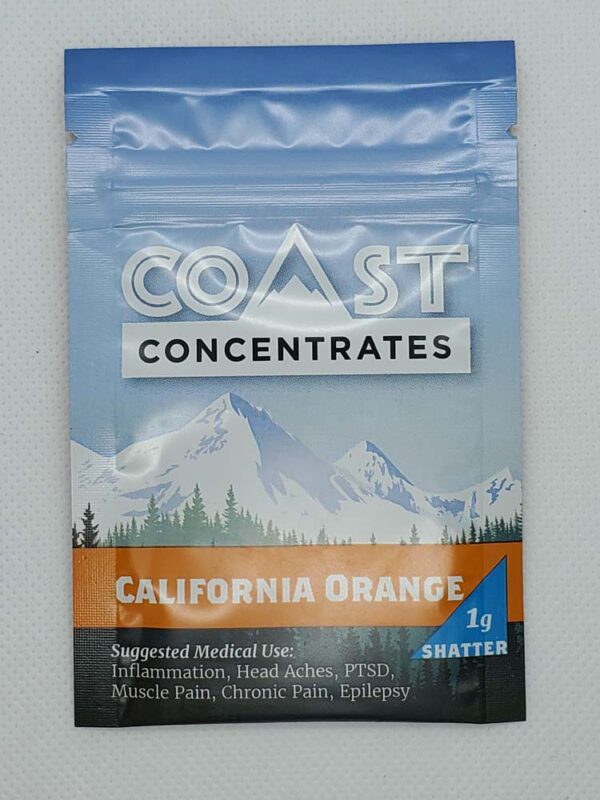 COAST
CONCENTRATES
CALIFORNIA ORANGE
1g
SHATTER
Suggested Medical Use:
Inflammation, Head Aches, PTSD,
Muscle Pain, Chronic Pain, Epilepsy